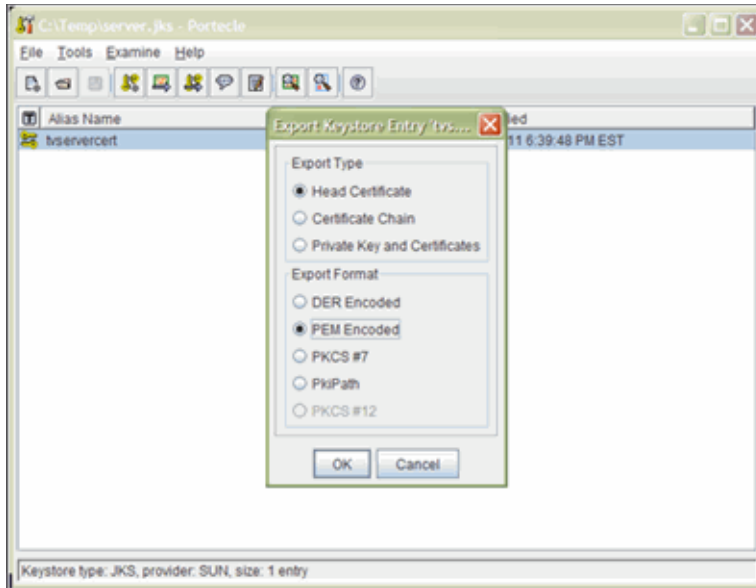 C:\Temp\server.jks - Portecle
File Tools Examine Help
Alias Name
tvservercert
11 6:39:48 PM EST
Export Keystore Entry 'tvs...
Export Type
Head Certificate
Certificate Chain
Private Key and Certificates
Export Format
DER Encoded
PEM Encoded
PKCS #7
PkiPath
PKCS #12
OK Cancel
Keystore type: JKS, provider: SUN, size: 1 entry